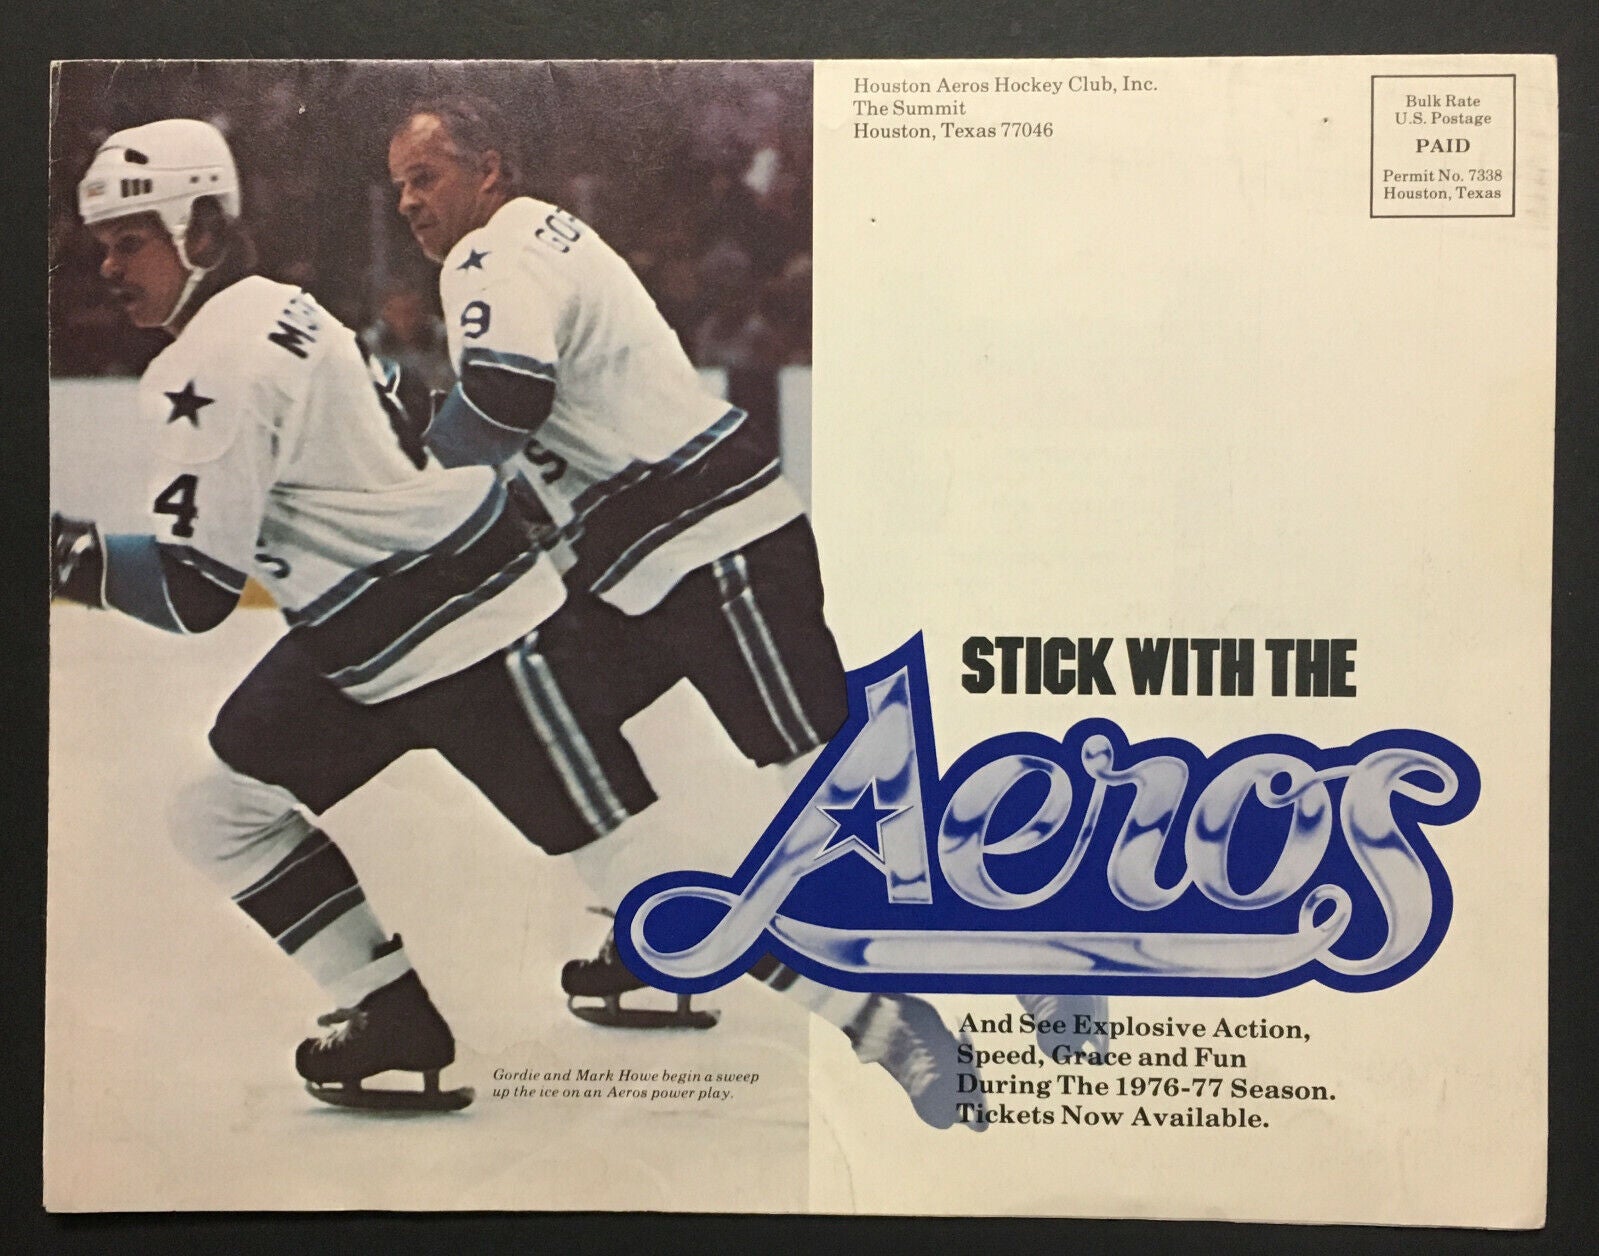 Houston Aeros Hockey Club, Inc.
The Summit
Houston, Texas 77046
Bulk Rate
U.S. Postage
PAID
Permit No. 7338
Houston, Texas
9
4
S
S
STICK WITH THE
Aeros
And See Explosive Action,
Speed, Grace and Fun
During The 1976-77 Season.
Tickets Now Available.
Gordie and Mark Howe begin a sweep
up the ice on an Aeros power play.